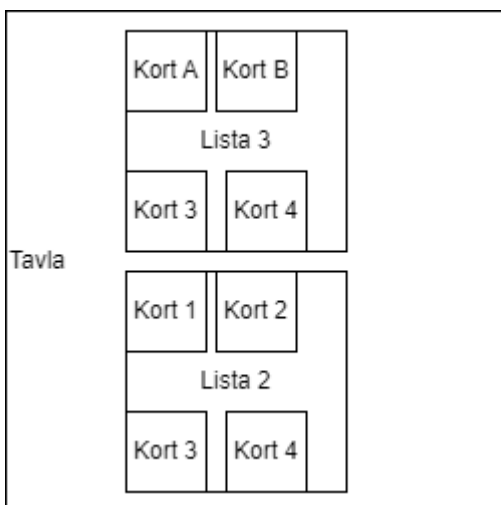 Kort A
Kort B
Lista 3
Kort 3
Kort 4
Tavla
Kort 1
Kort 2
Lista 2
Kort 3
Kort 4